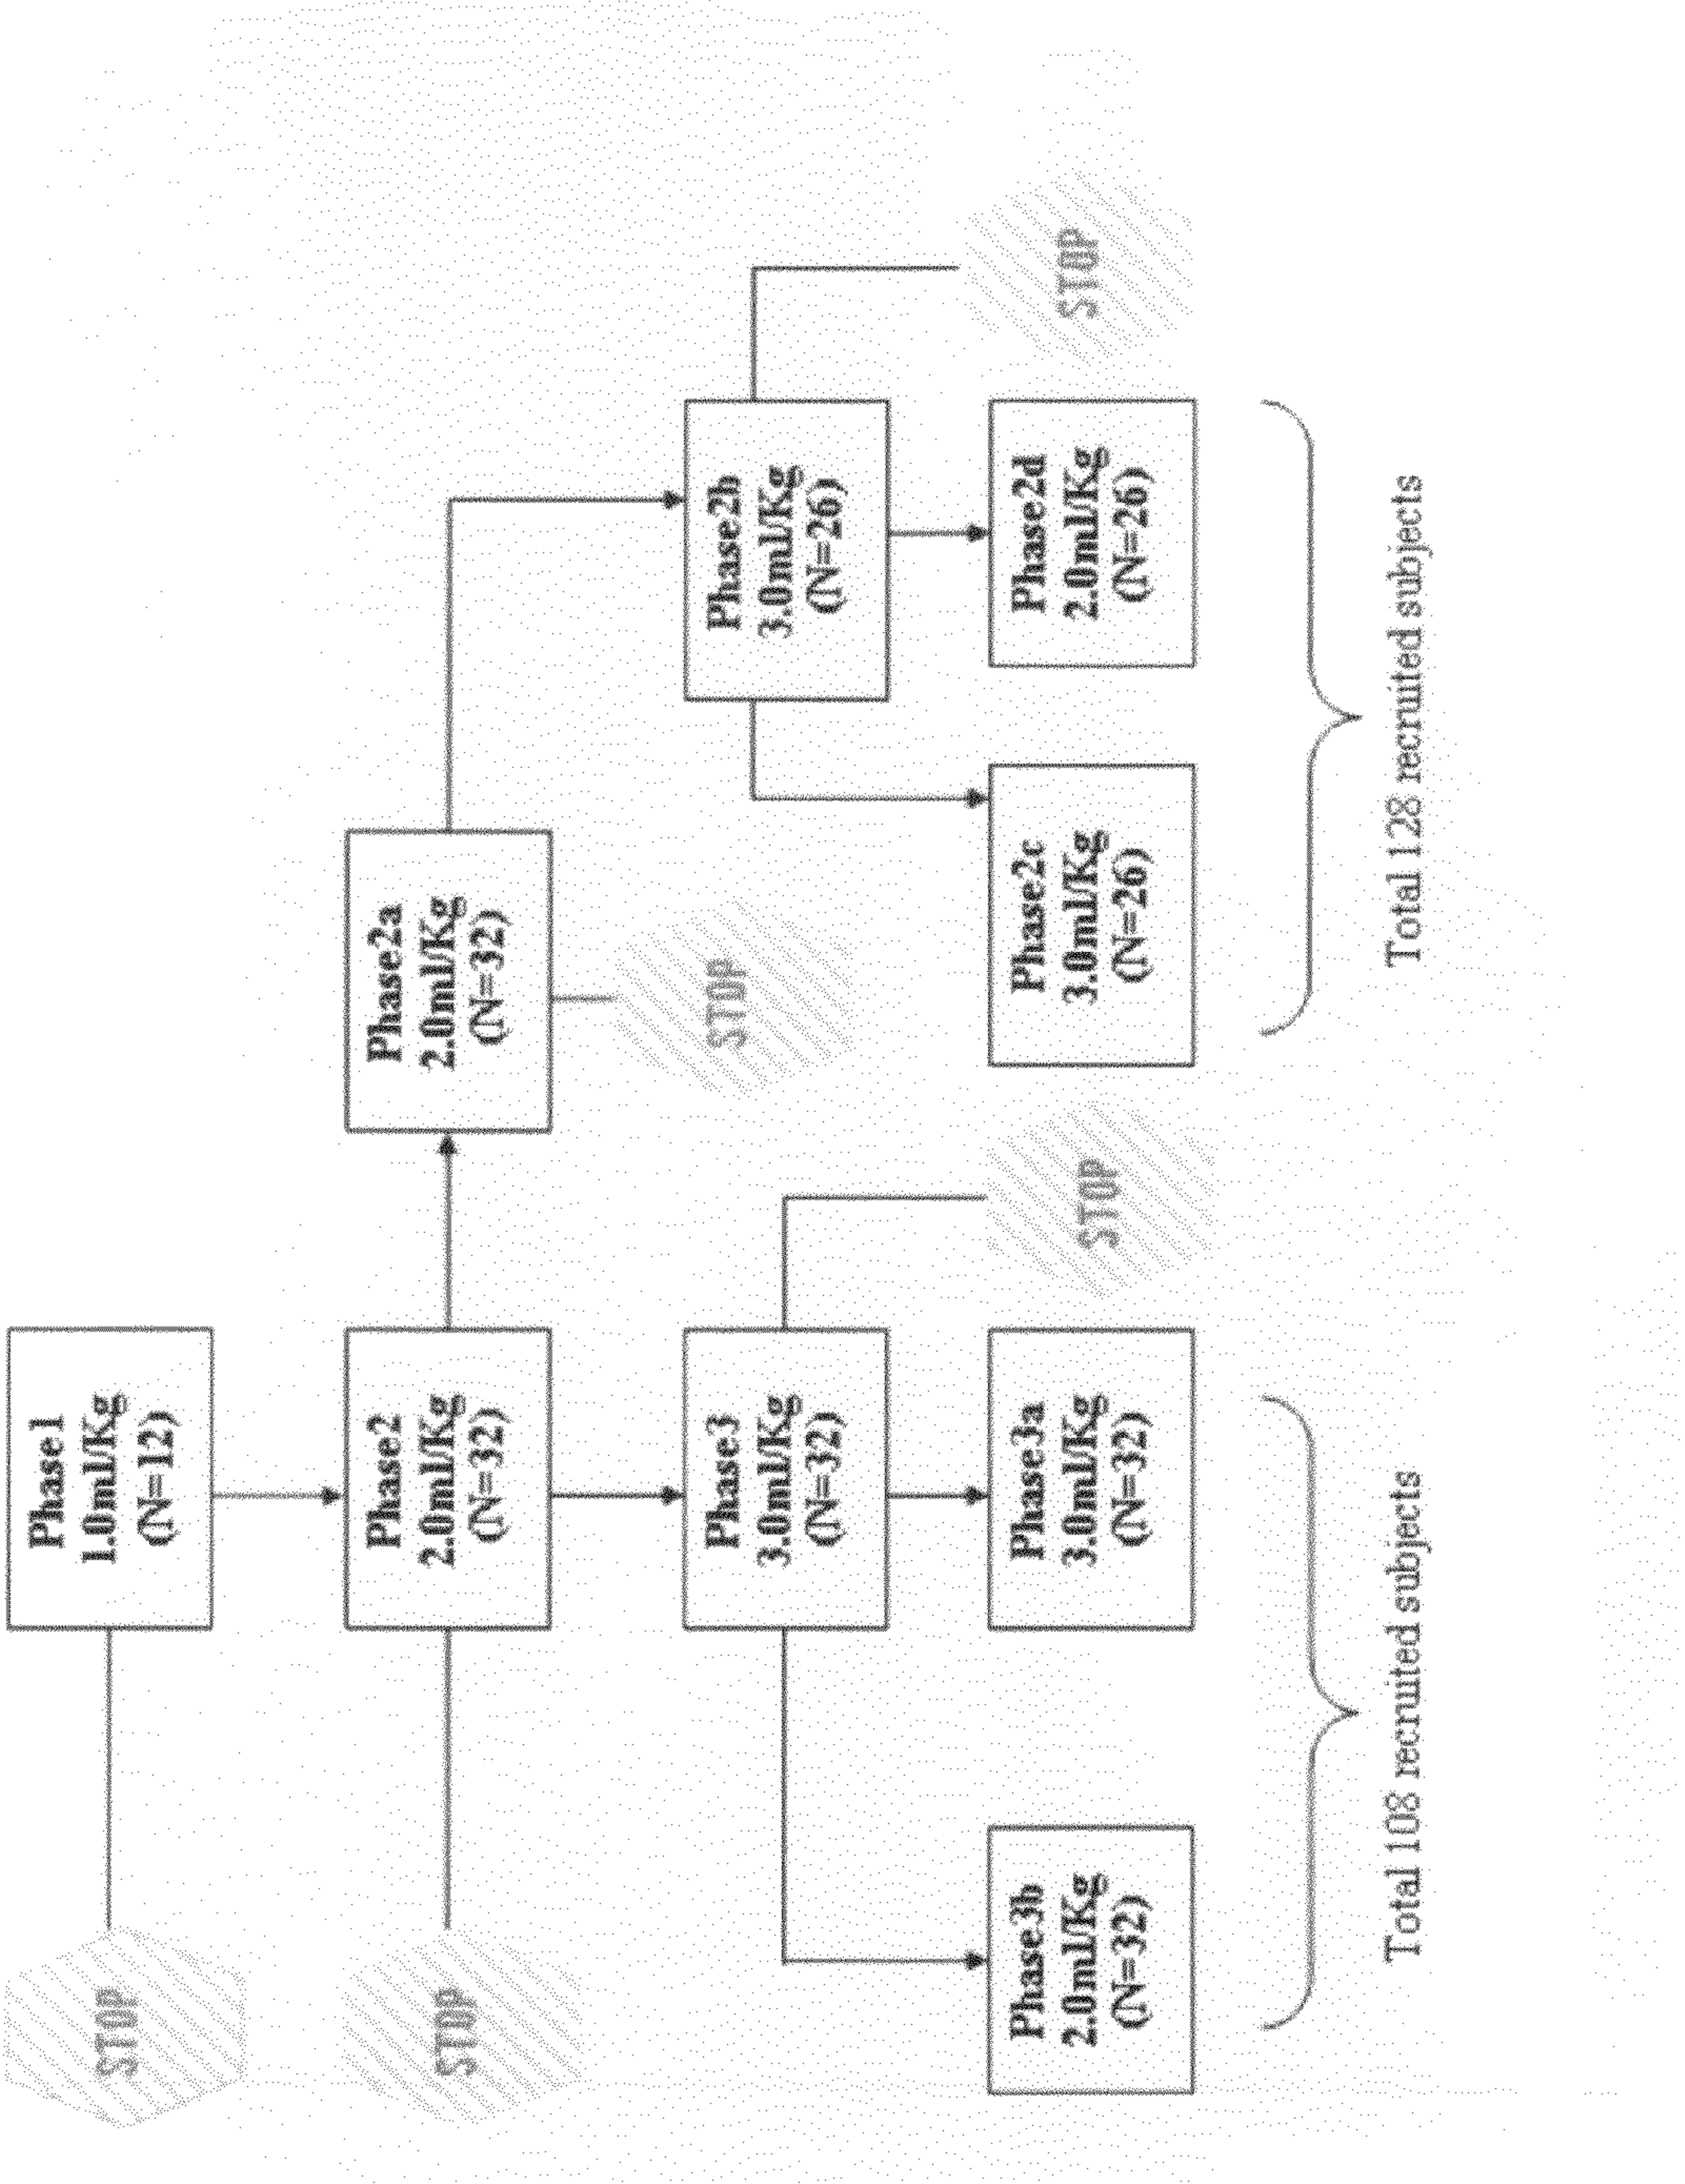 Phase1
1.0ml/Kg
(N=12)
STOP
Phase2
2.0ml/Kg
(N=32)
STOP
Phase2a
2.0ml/Kg
(N=32)
STOP
Phase3
3.0ml/Kg
(N=32)
Phase2b
3.0ml/Kg
(N=26)
Phase3b
2.0ml/Kg
(N=32)
Phase3a
3.0ml/Kg
(N=32)
STOP
Phase2c
3.0ml/Kg
(N=26)
Phase2d
2.0ml/Kg
(N=26)
STOP
Total 108 recruited subjects
Total 128 recruited subjects